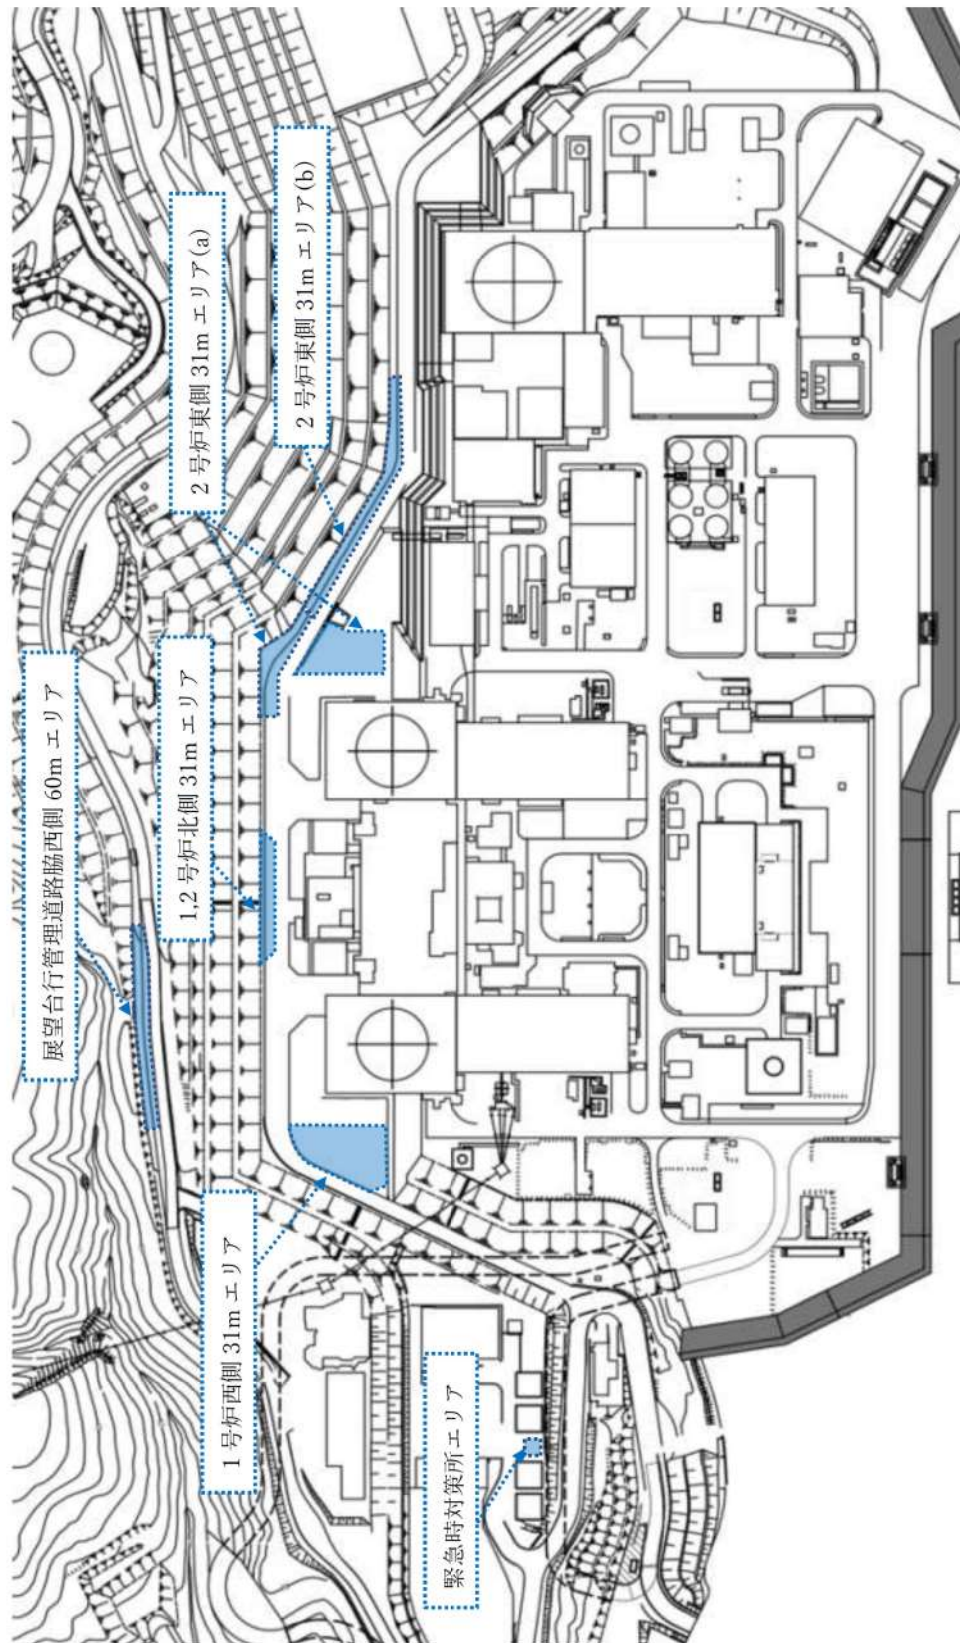 展望台行管理道路脇西側 60m エリア
2 号炉東側 31m エリア(a)
2 号炉東側 31m エリア(b)
1,2 号炉北側 31m エリア
1 号炉西側 31m エリア
緊急時対策所エリア